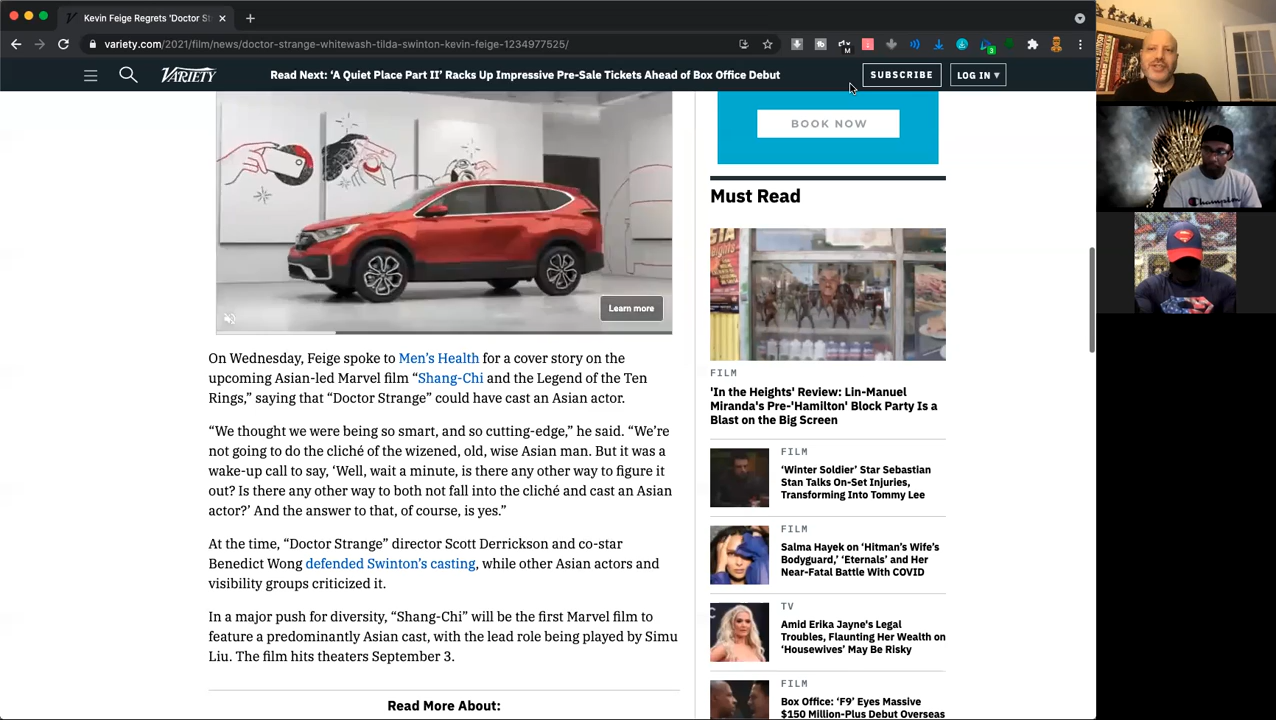 Kevin Feige Regrets 'Doctor St
variety.com/2021/film/news/doctor-strange-whitewash-tilda-swinton-kevin-feige-1234977525/
VARIETY
Read Next: ‘A Quiet Place Part II’ Picks Up Impressive Pre-Sale Tickets Ahead of Box Office Debut
SUBSCRIBE
LOG IN ▾
Learn more
On Wednesday, Feige spoke to Men’s Health for a cover story on the
upcoming Asian-led Marvel film “Shang-Chi and the Legend of the Ten
Rings,” saying that “Doctor Strange” could have cast an Asian actor.
“We thought we were being so smart, and so cutting-edge,” he said. “We’re
not going to do the cliché of the wizened, old, wise Asian man. But it was a
wake-up call to say, ‘Well, wait a minute, is there any other way to figure it
out? Is there any other way to both not fall into the cliché and cast an Asian
actor?’ And the answer to that, of course, is yes.”
At the time, “Doctor Strange” director Scott Derrickson and co-star
Benedict Wong defended Swinton’s casting, while other Asian actors and
visibility groups criticized it.
In a major push for diversity, “Shang-Chi” will be the first Marvel film to
feature a predominantly Asian cast, with the lead role being played by Simu
Liu. The film hits theaters September 3.
Read More About:
BOOK NOW
Must Read
FILM
'In the Heights' Review: Lin-Manuel
Miranda's Pre-'Hamilton' Block Party Is a
Blast on the Big Screen
FILM
‘Winter Soldier’ Star Sebastian
Stan Talks On-Set Injuries,
Transforming Into Tommy Lee
FILM
Salma Hayek on ‘Hitman’s Wife’s
Bodyguard,’ ‘Eternals’ and Her
Near-Fatal Battle With COVID
TV
Amid Erika Jayne's Legal
Troubles, Flaunting Her Wealth on
‘Housewives’ May Be Risky
FILM
Box Office: ‘F9’ Eyes Massive
$150 Million-Plus Debut Overseas
Champion